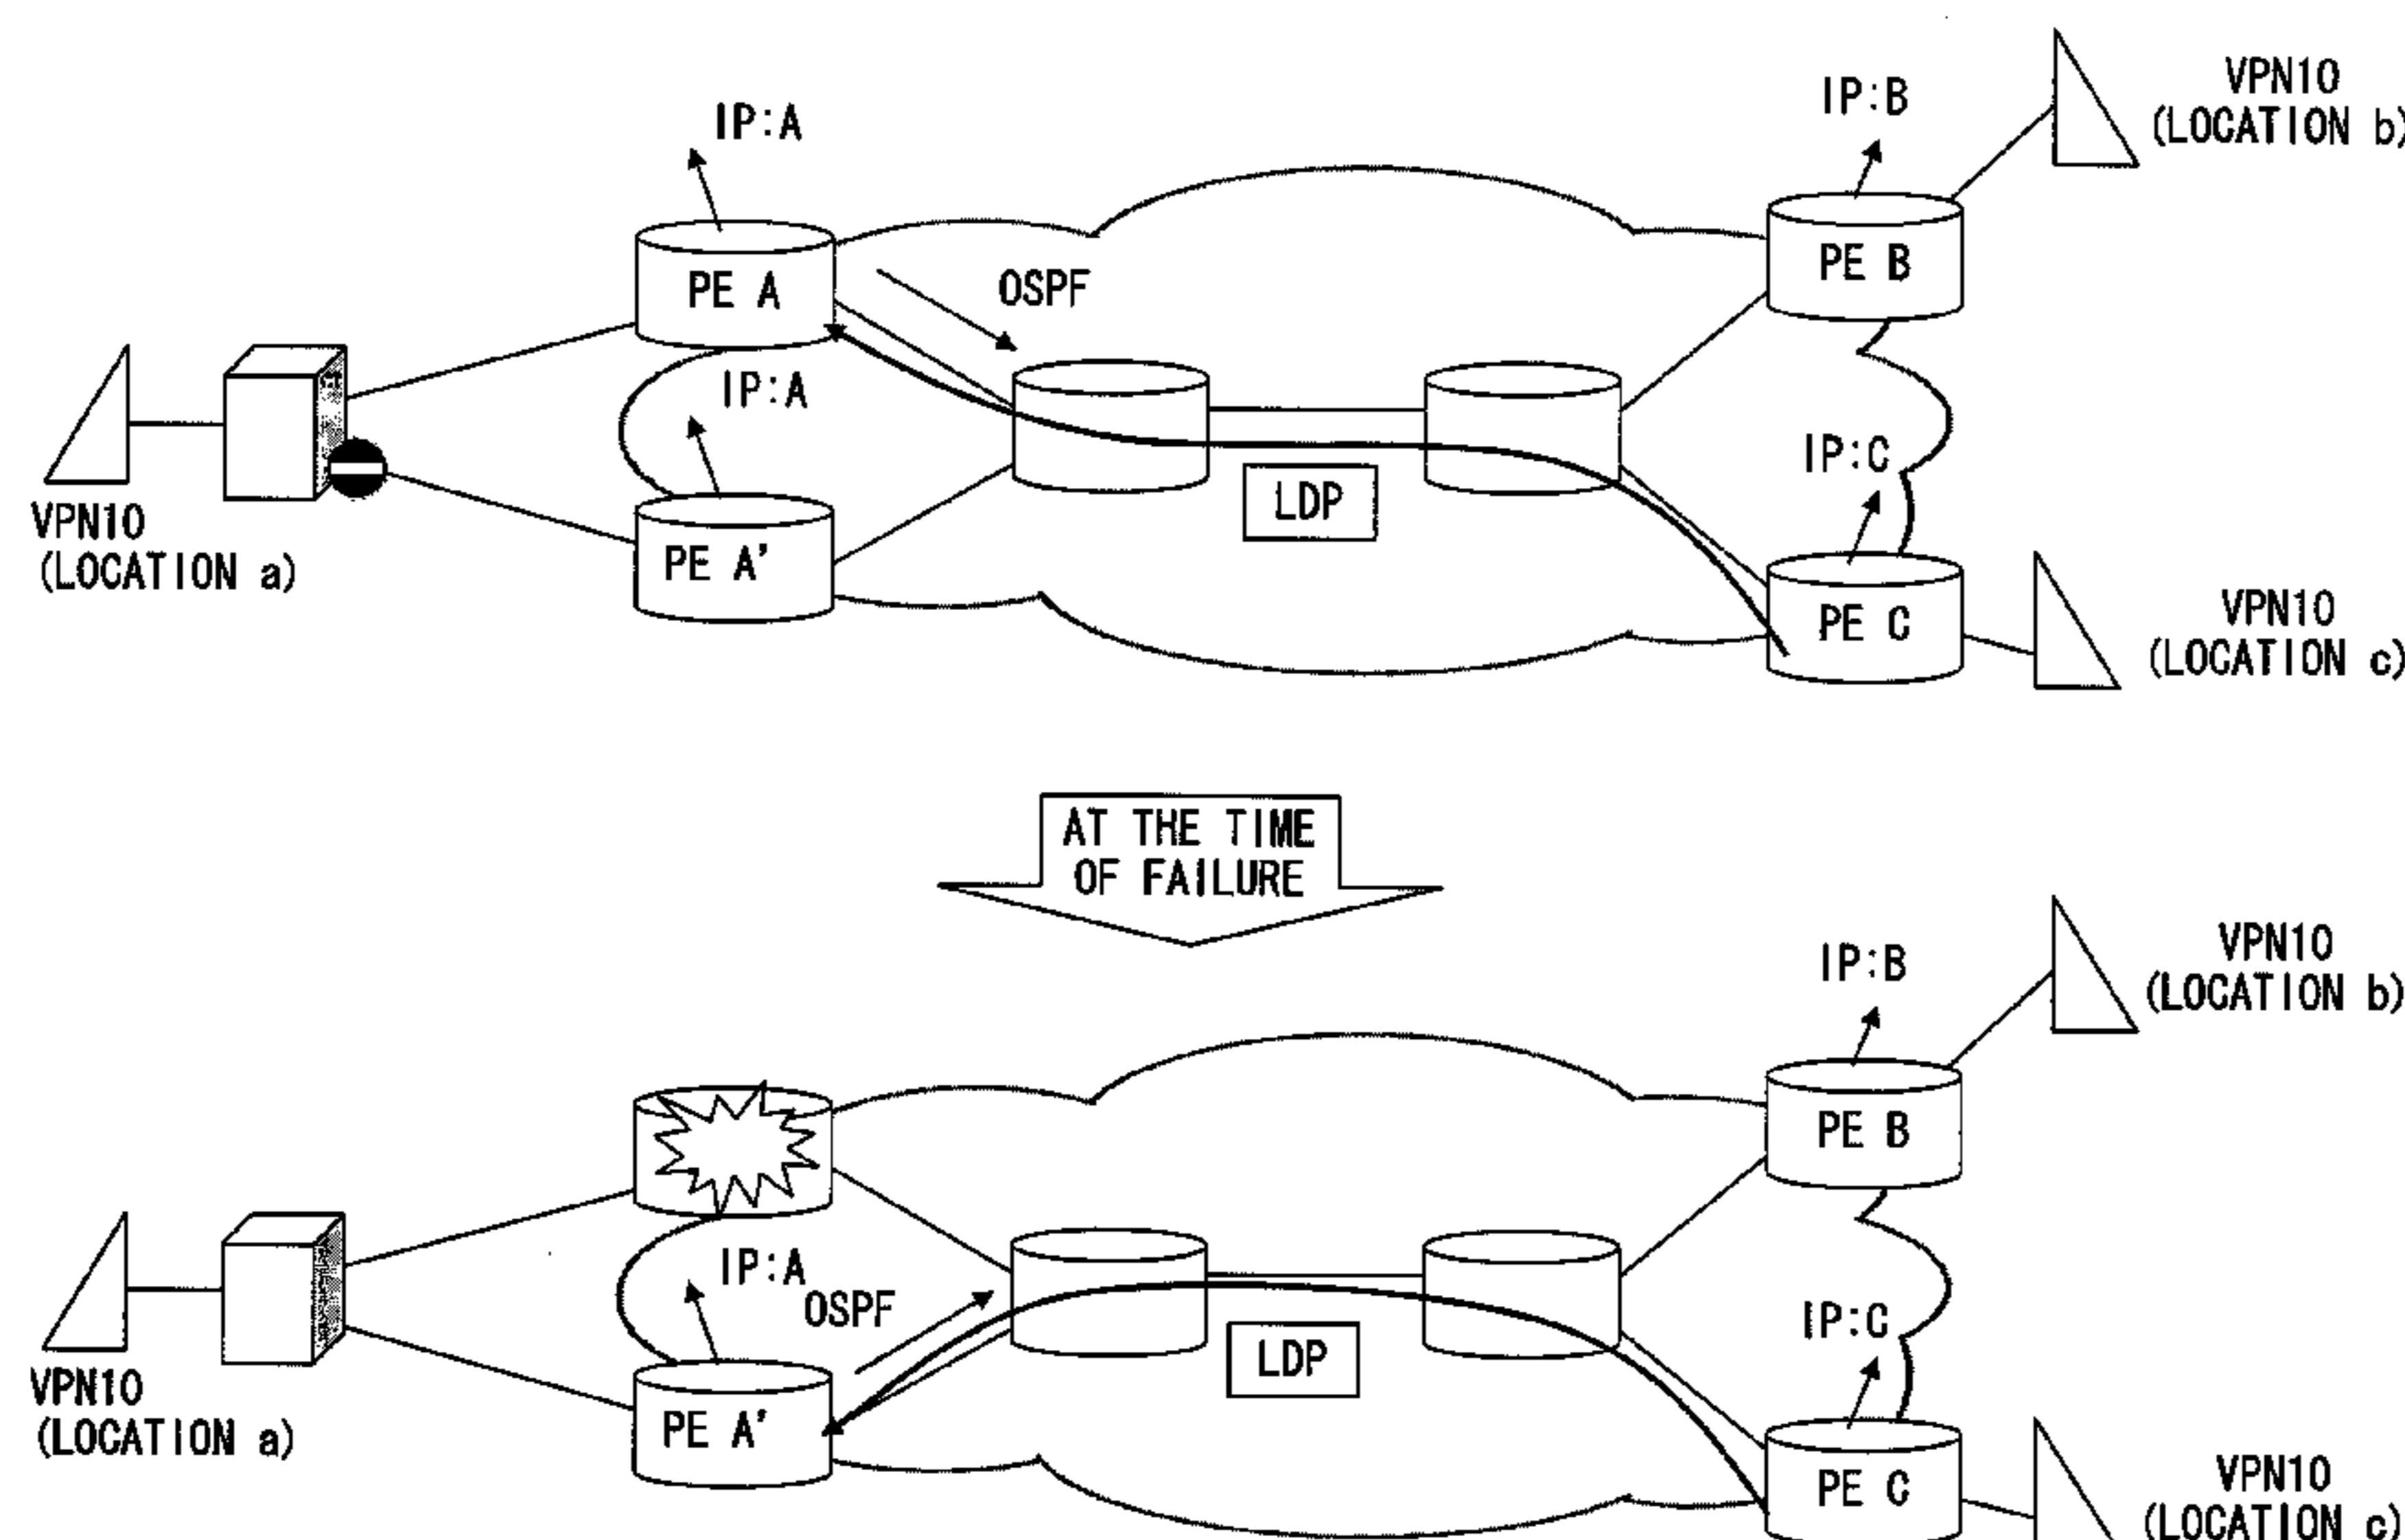 IP:A
IP:B
VPN10
(LOCATION b)
PE A
OSPF
PE B
IP:A
IP:C
LDP
VPN10
(LOCATION a)
PE A'
PE C
VPN10
(LOCATION c)
AT THE TIME
OF FAILURE
IP:B
VPN10
(LOCATION b)
PE B
IP:A
OSPF
IP:C
LDP
VPN10
(LOCATION a)
PE A'
PE C
VPN10
(LOCATION c)